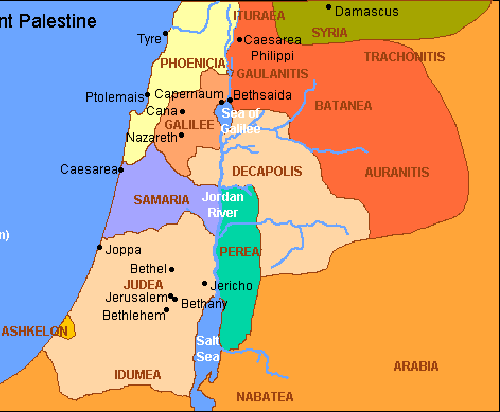 nt Palestine
Damascus
ITURAEA
SYRIA
Tyre
Caesarea
Philippi
TRACHONITIS
PHOENICIA
GAULANITIS
Ptolemais
Capernaum
Bethsaida
BATANEA
Cana
Sea of
Galilee
GALILEE
Nazareth
Caesarea
DECAPOLIS
AURANITIS
SAMARIA
Jordan
River
n)
Joppa
PEREA
Bethel
JUDEA
Jericho
Jerusalem
Bethany
Bethlehem
ASHKELON
Salt
Sea
IDUMEA
ARABIA
NABATEA